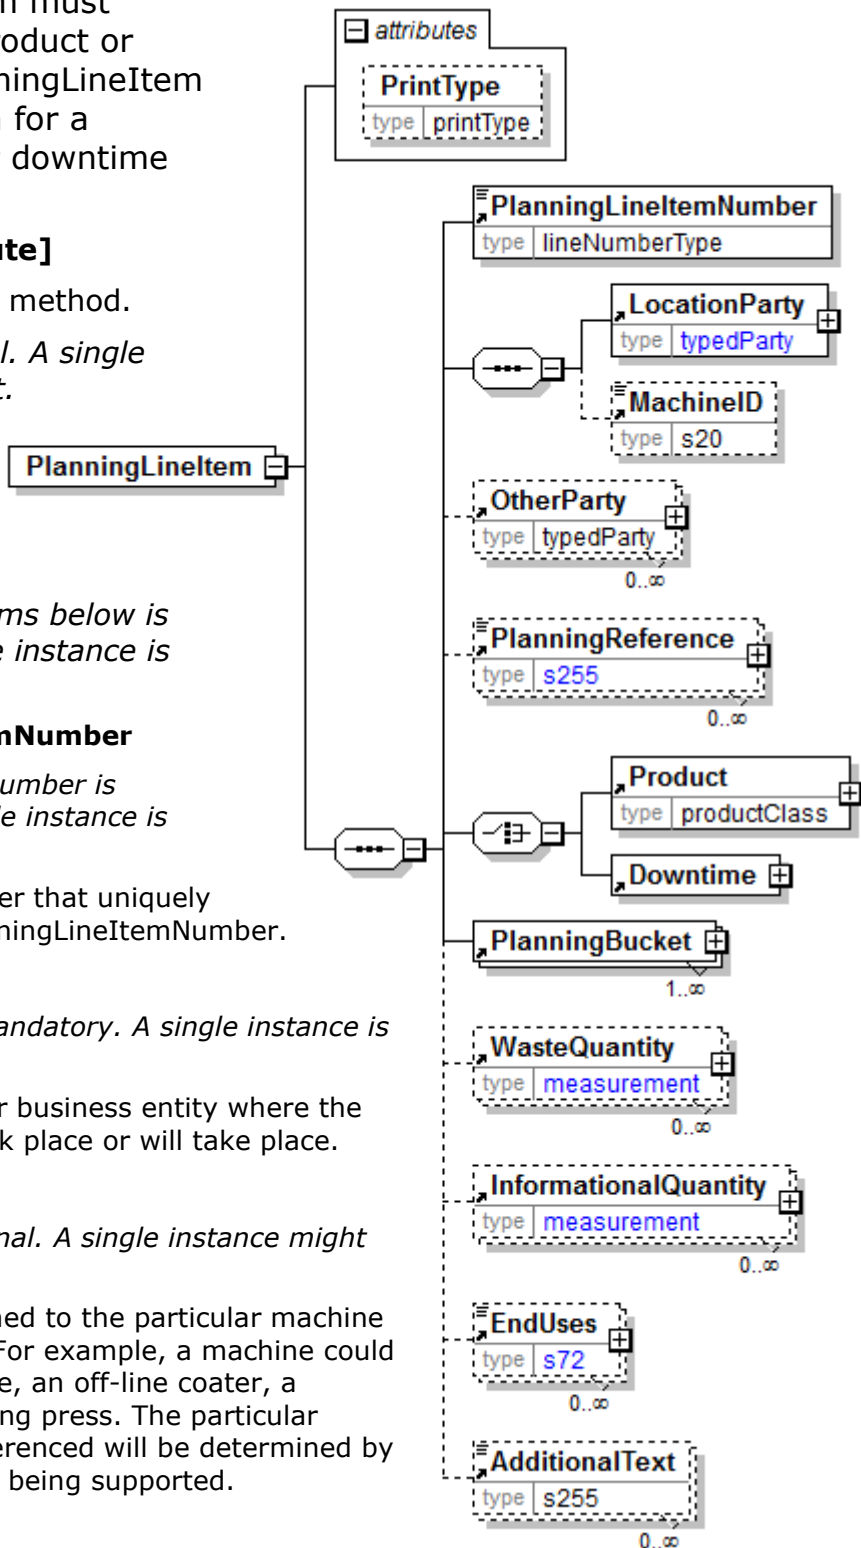 must
roduct or
ningLineItem
for a
downtime
ute]
method.
l. A single
t.
ms below is
e instance is
mNumber
umber is
le instance is
er that uniquely
nningLineItemNumber.
andatory. A single instance is
r business entity where the
k place or will take place.
nal. A single instance might
ned to the particular machine
For example, a machine could
e, an off-line coater, a
ng press. The particular
erenced will be determined by
being supported.
PlanningLineItem
attributes
PrintType
type printType
PlanningLineItemNumber
type lineNumberType
LocationParty
type typedParty
MachineID
type s20
OtherParty
type typedParty
0..∞
PlanningReference
type s255
0..∞
Product
type productClass
Downtime
PlanningBucket
1..∞
WasteQuantity
type measurement
0..∞
InformationalQuantity
type measurement
0..∞
EndUses
type s72
0..∞
AdditionalText
type s255
0..∞